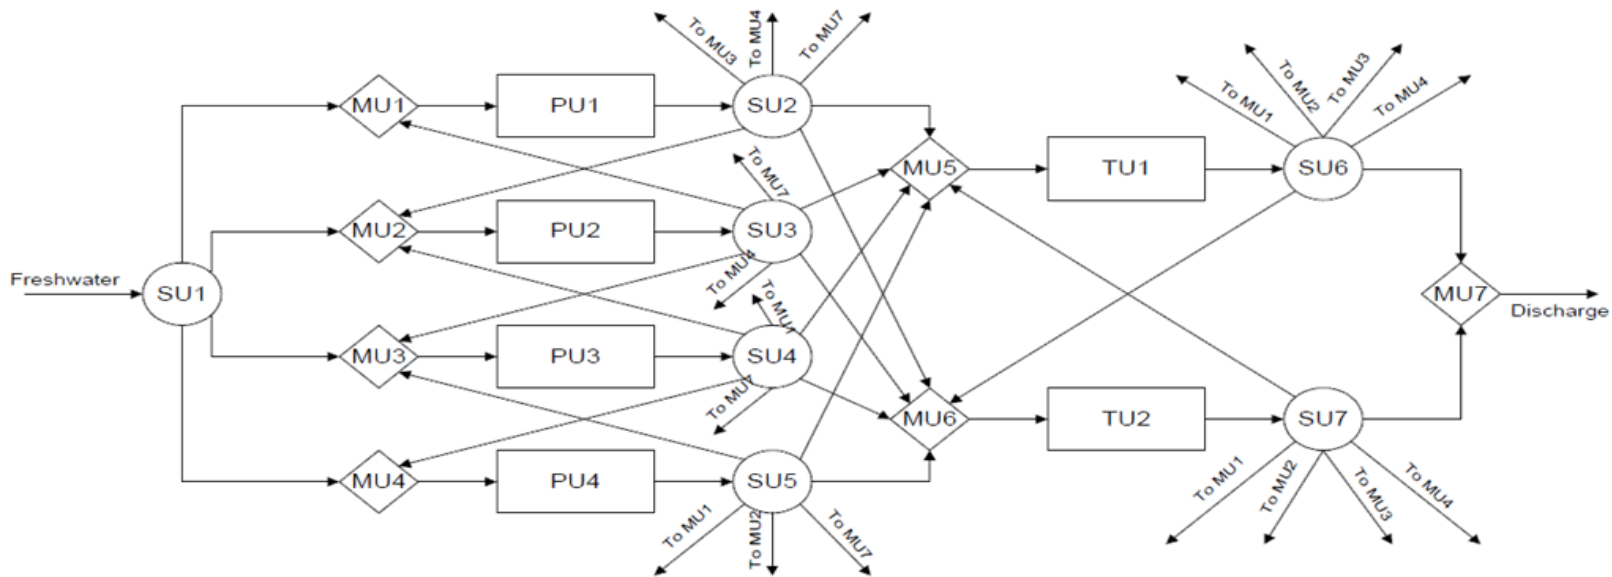 To MU3
To MU4
To MU7
To MU1
To MU2
To MU3
To MU4
MU1
PU1
SU2
MU5
TU1
SU6
To MU7
MU2
PU2
SU3
To MU4
Freshwater
SU1
MU7
Discharge
To MU1
MU3
PU3
SU4
To MU7
MU6
TU2
SU7
MU4
PU4
SU5
To MU1
To MU2
To MU7
To MU1
To MU2
To MU3
To MU4